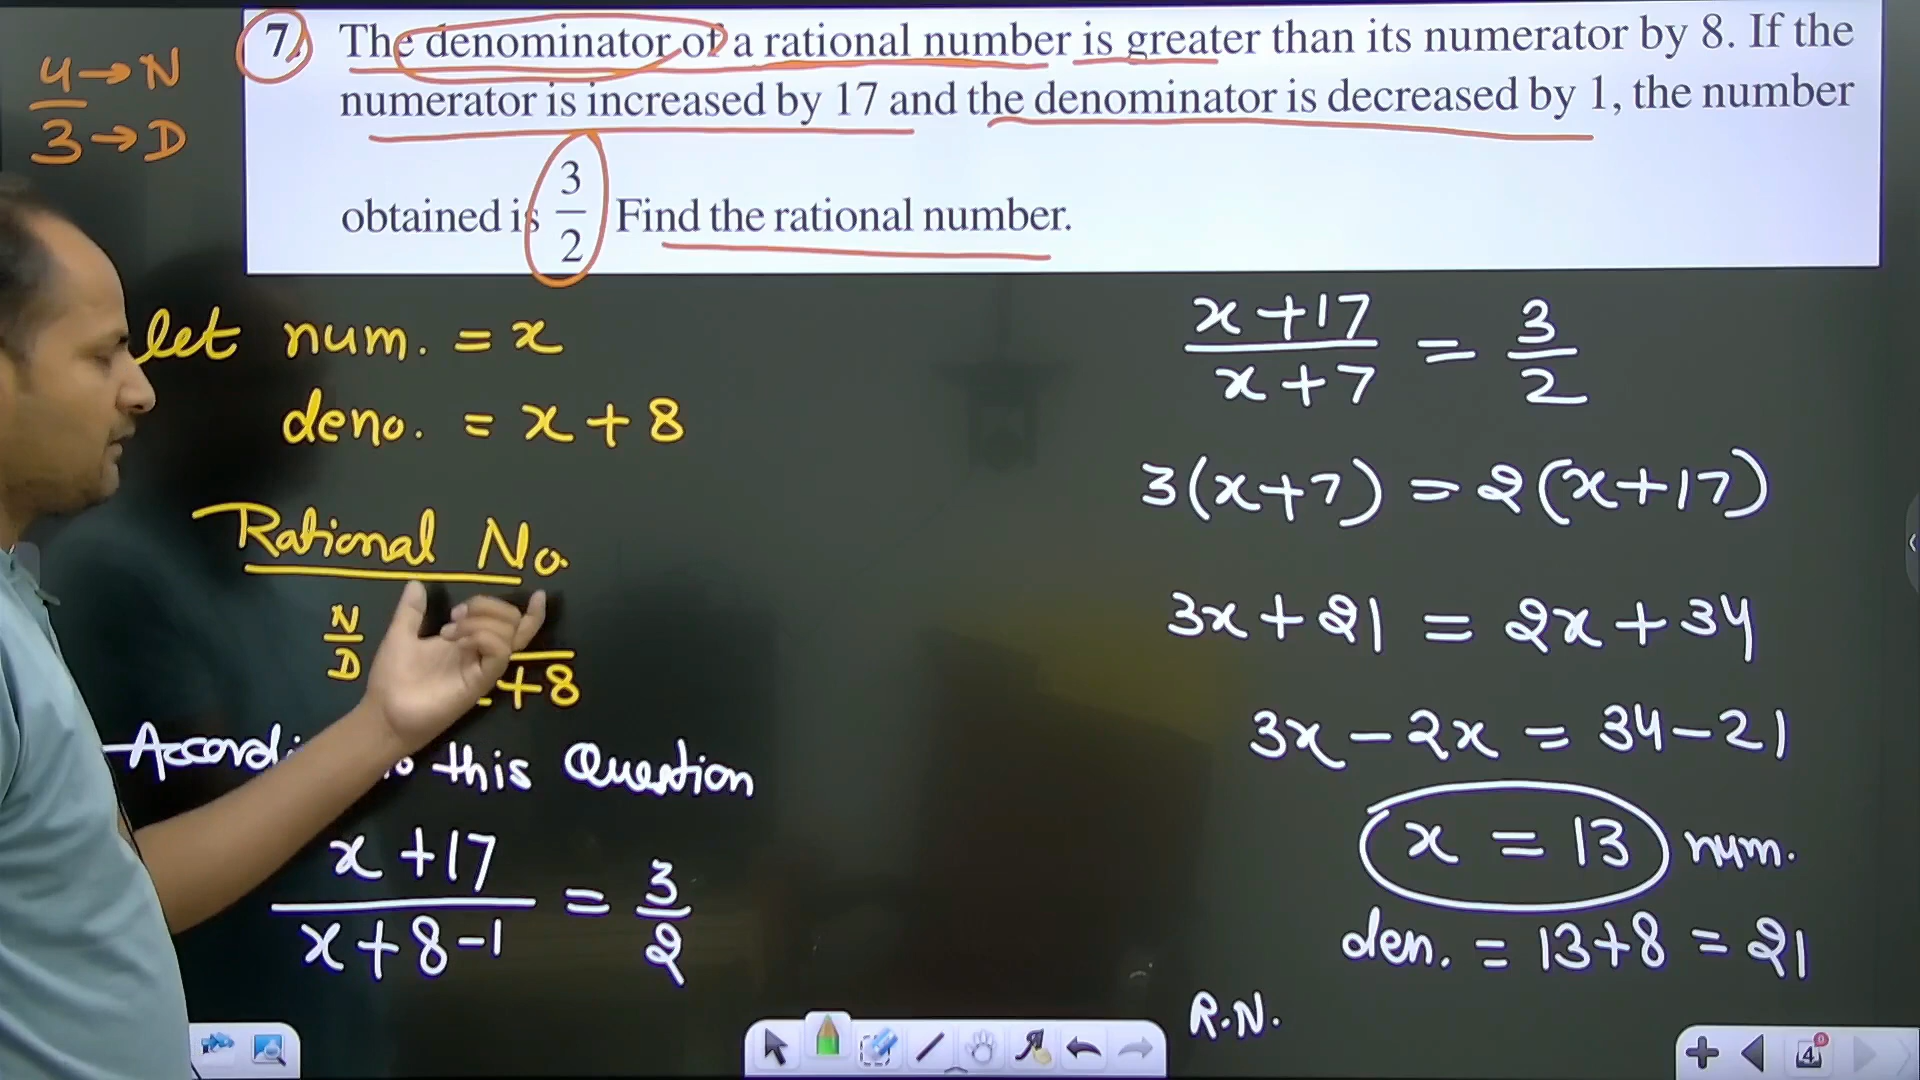 4 → N
3 → D
7. The denominator of a rational number is greater than its numerator by 8. If the
numerator is increased by 17 and the denominator is decreased by 1, the number
obtained is 3/2 Find the rational number.
let num. = x
deno. = x + 8
Rational No.
N
D
+8
this Question
x + 17
x + 8 - 1
= 3/2
x + 17
x + 7
= 3/2
3(x+7) = 2(x+17)
3x + 21 = 2x + 34
3x - 2x = 34 - 21
x = 13 num.
den. = 13 + 8 = 21
R.N.
4